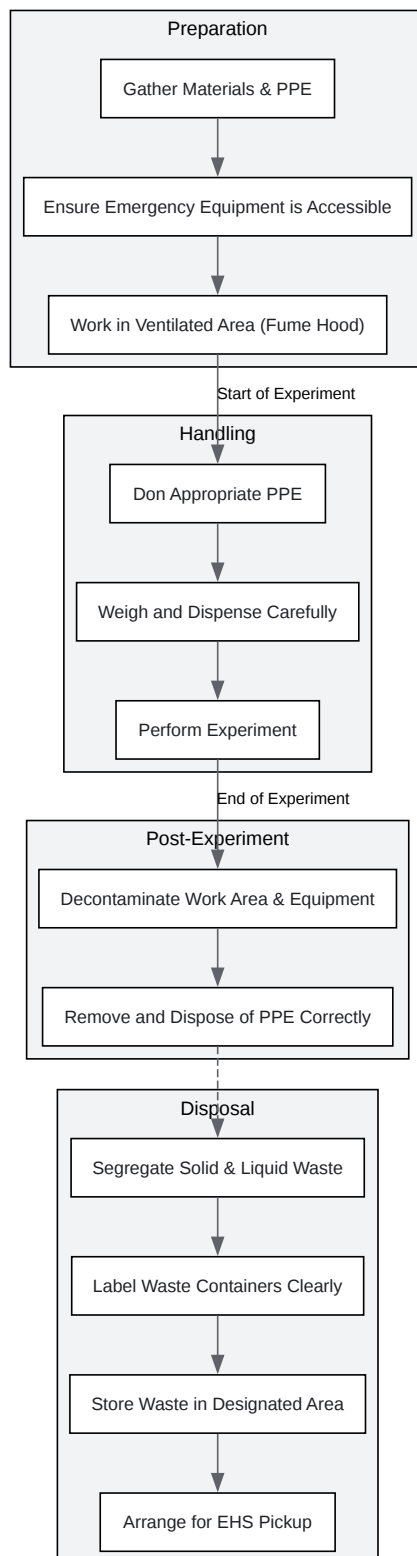 Preparation
Gather Materials & PPE
Ensure Emergency Equipment is Accessible
Work in Ventilated Area (Fume Hood)
Start of Experiment
Handling
Don Appropriate PPE
Weigh and Dispense Carefully
Perform Experiment
End of Experiment
Post-Experiment
Decontaminate Work Area & Equipment
Remove and Dispose of PPE Correctly
Disposal
Segregate Solid & Liquid Waste
Label Waste Containers Clearly
Store Waste in Designated Area
Arrange for EHS Pickup